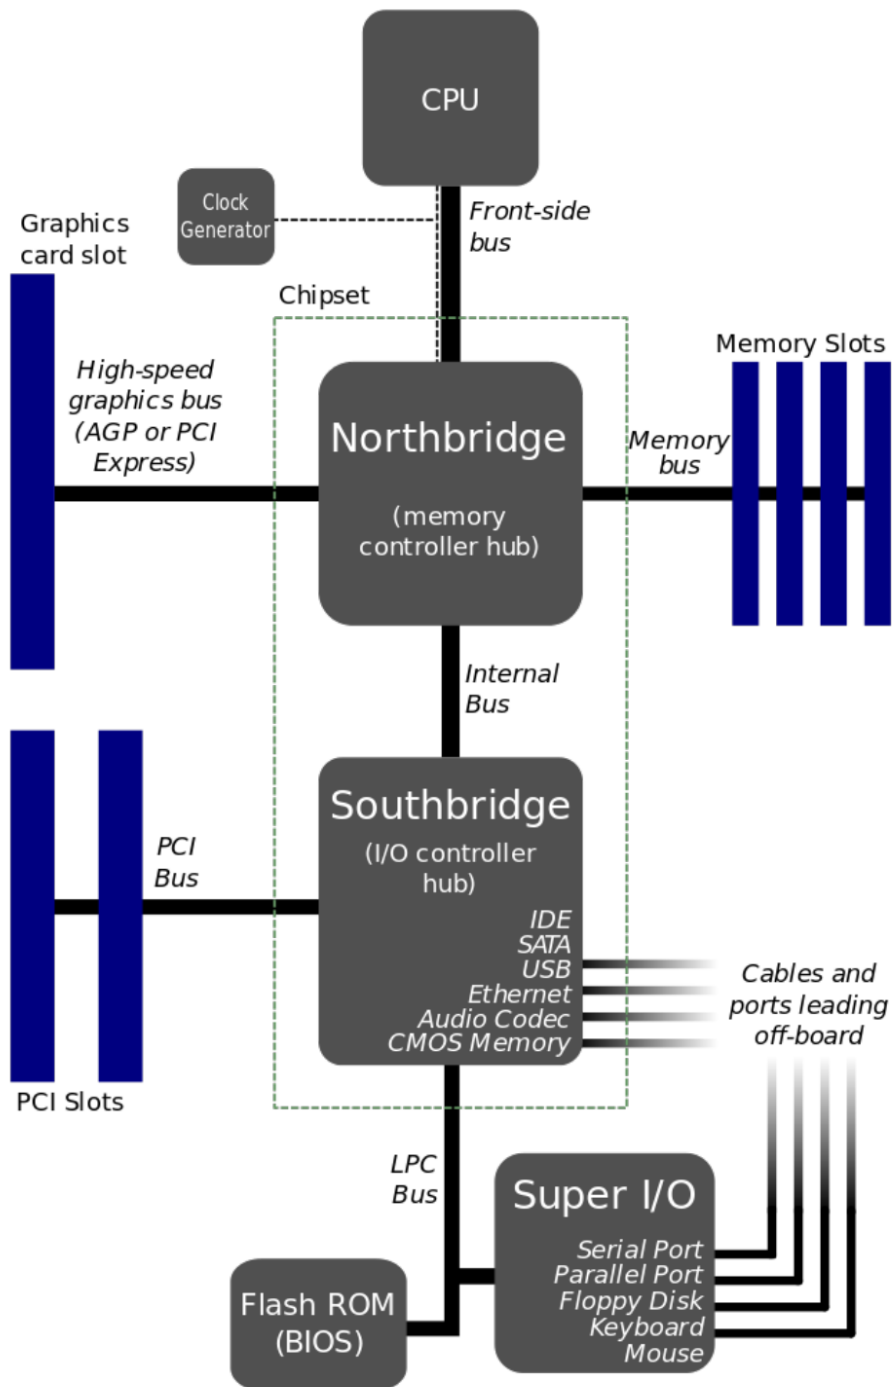 CPU
Clock
Generator
Front-side
bus
Graphics
card slot
Chipset
High-speed
graphics bus
(AGP or PCI
Express)
Northbridge
(memory
controller hub)
Memory Slots
Memory
bus
Internal
Bus
Southbridge
(I/O controller
hub)
IDE
SATA
USB
Ethernet
Audio Codec
CMOS Memory
PCI
Bus
PCI Slots
Cables and
ports leading
off-board
LPC
Bus
Super I/O
Serial Port
Parallel Port
Floppy Disk
Keyboard
Mouse
Flash ROM
(BIOS)